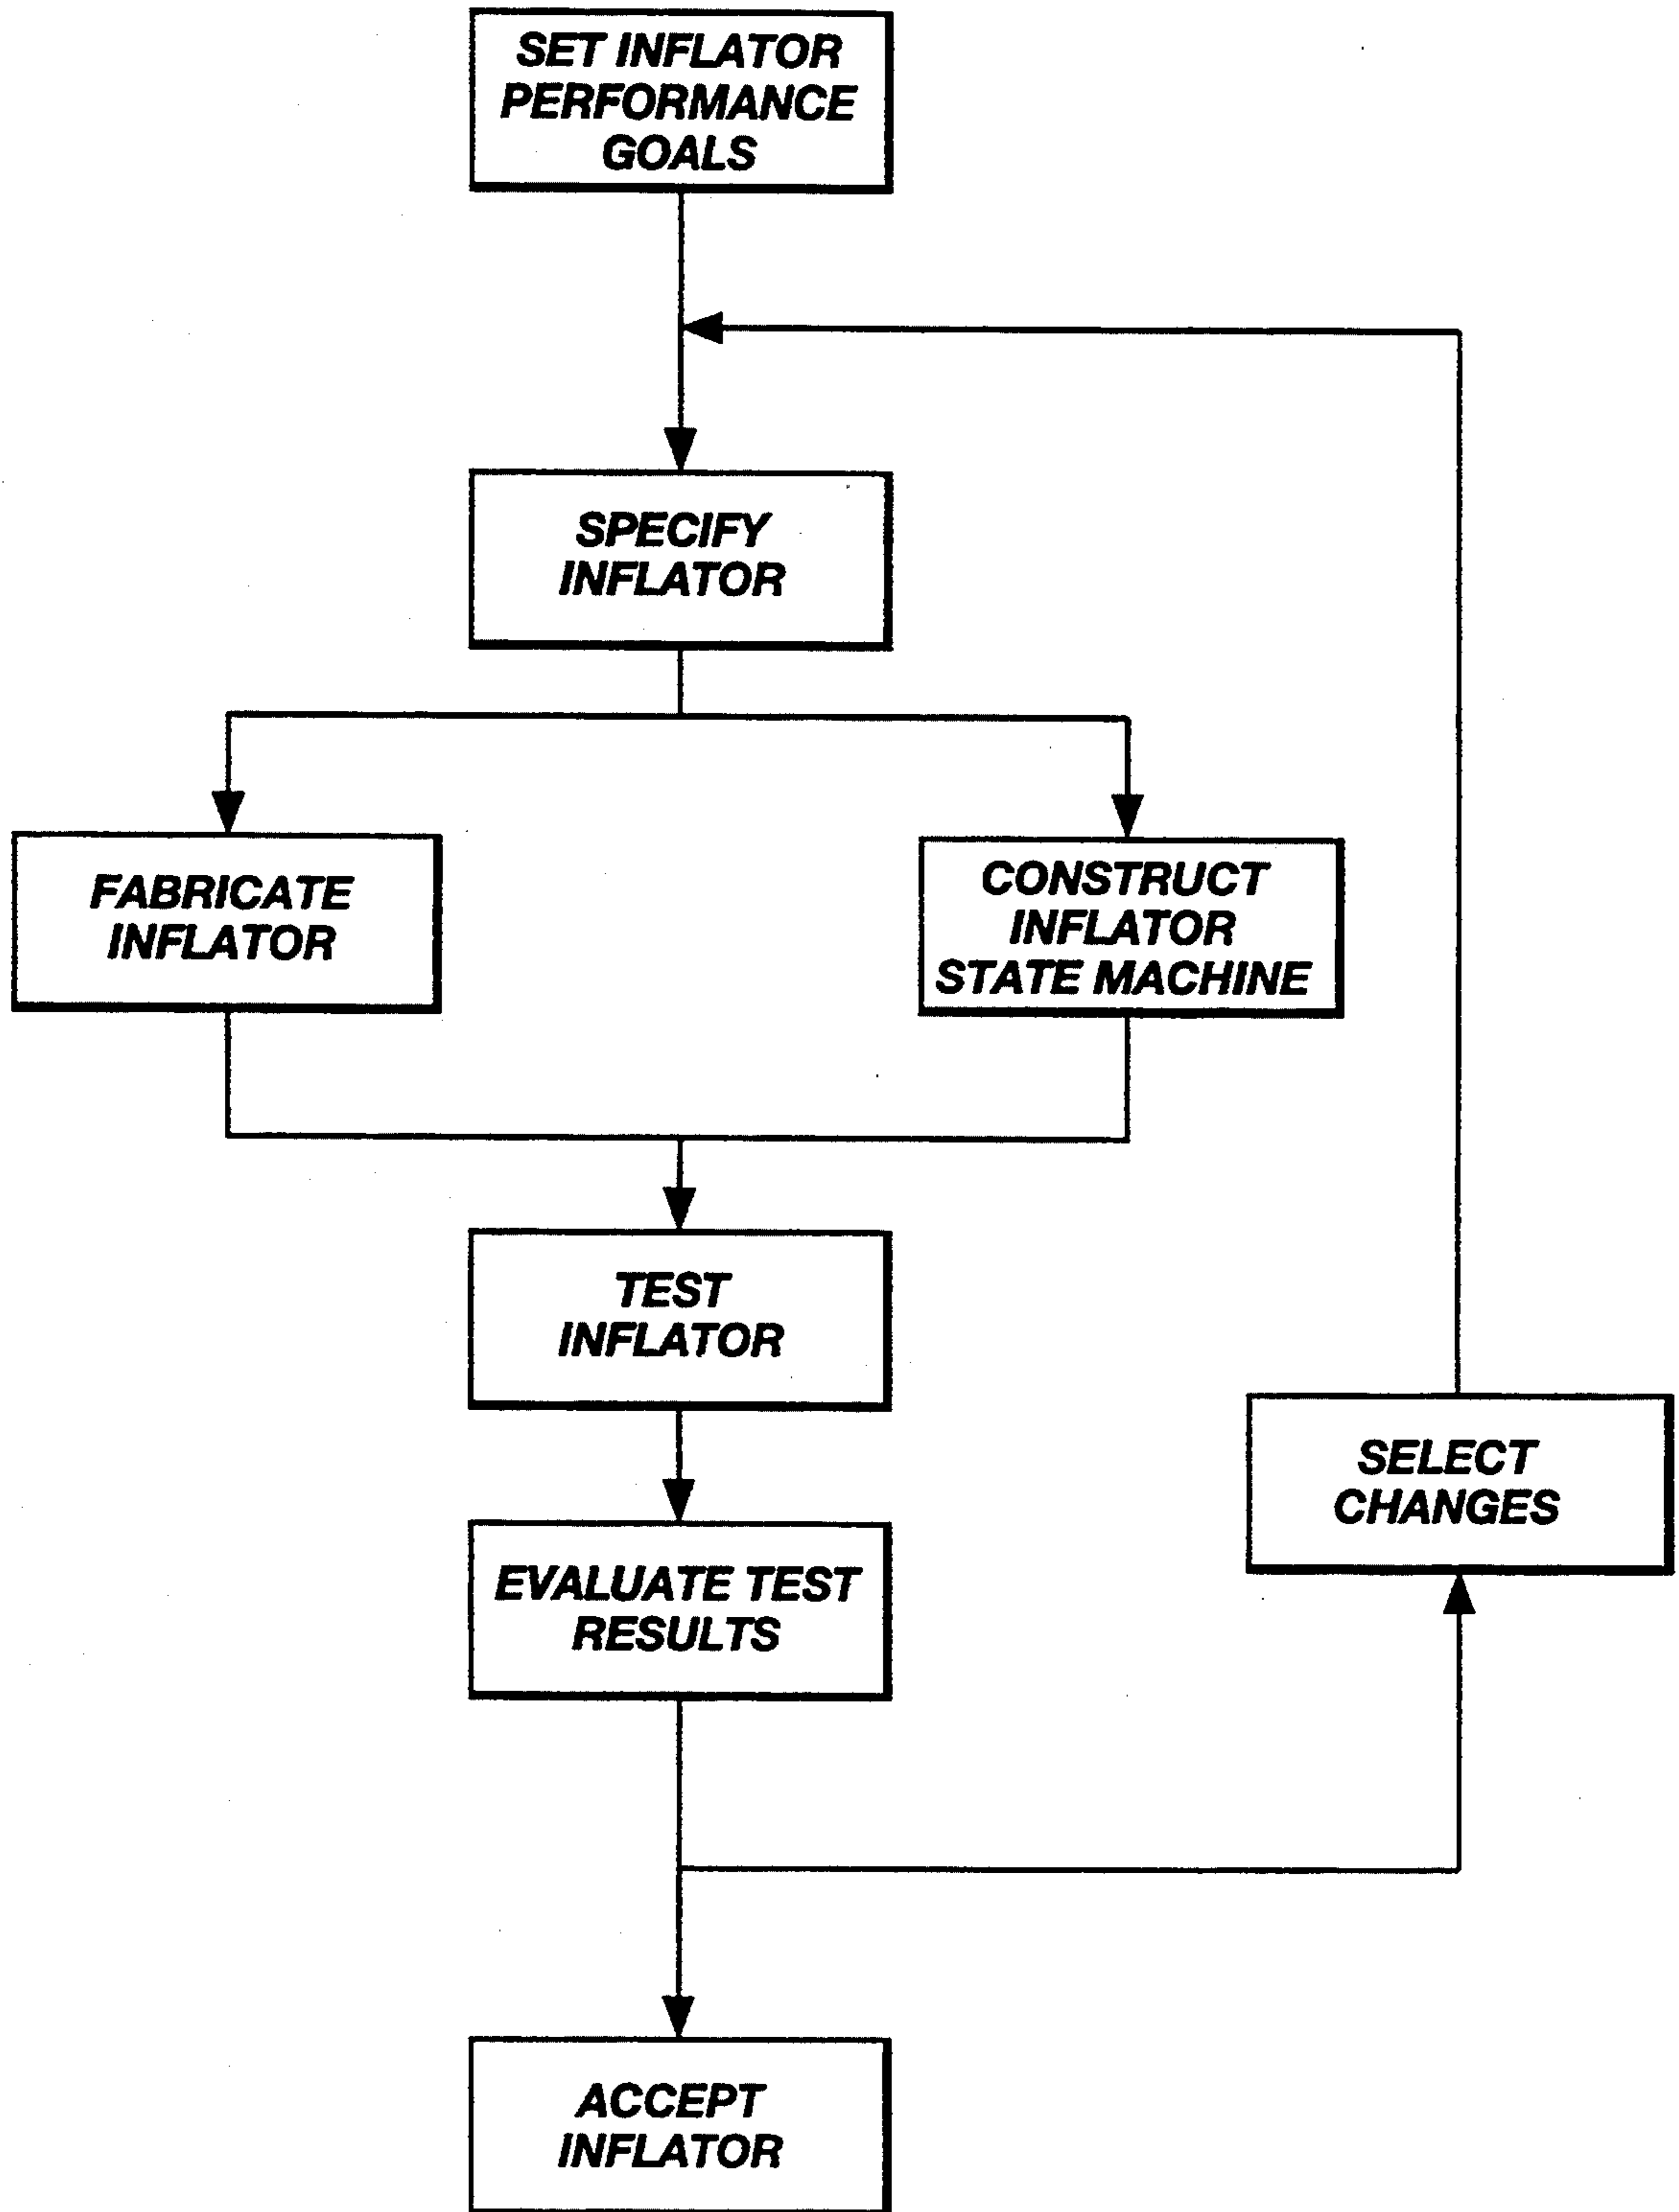 SET INFLATOR
PERFORMANCE
GOALS
SPECIFY
INFLATOR
FABRICATE
INFLATOR
CONSTRUCT
INFLATOR
STATE MACHINE
TEST
INFLATOR
SELECT
CHANGES
EVALUATE TEST
RESULTS
ACCEPT
INFLATOR